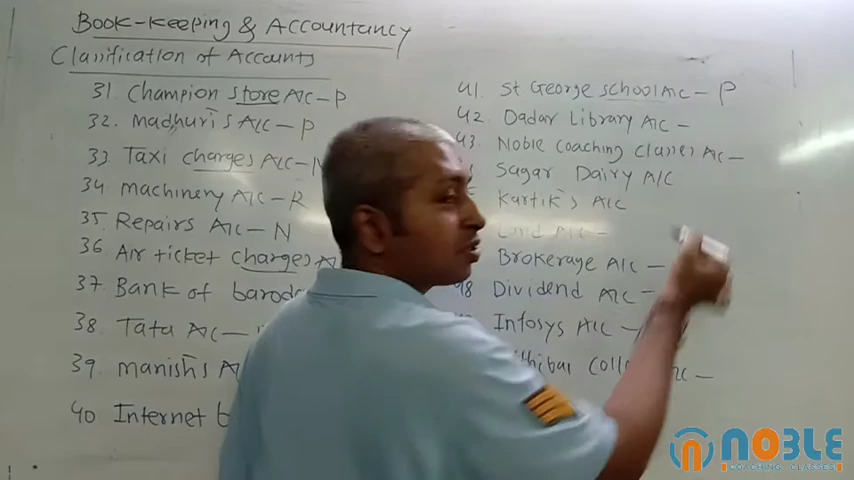 Book-Keeping & Accountancy
Classification of Accounts
31. Champion store A/c - P
32. Madhuri's A/c - P
33 Taxi charges A/c - N
34 Machinery A/c - R
35. Repairs A/c - N
36 Air ticket charges A
37. Bank of baroda
38. Tata A/c -
39. Manish's A
40 Internet b
41. St George school A/c - P
42. Dadar Library A/c -
43. Noble Coaching Classes A/c -
Sagar Dairy A/c
Kartik's A/c
Land A/c -
Brokerage A/c -
48 Dividend A/c -
Infosys A/c -
ithibai Coll A/c -
NOBLE
COACHING CLASSES